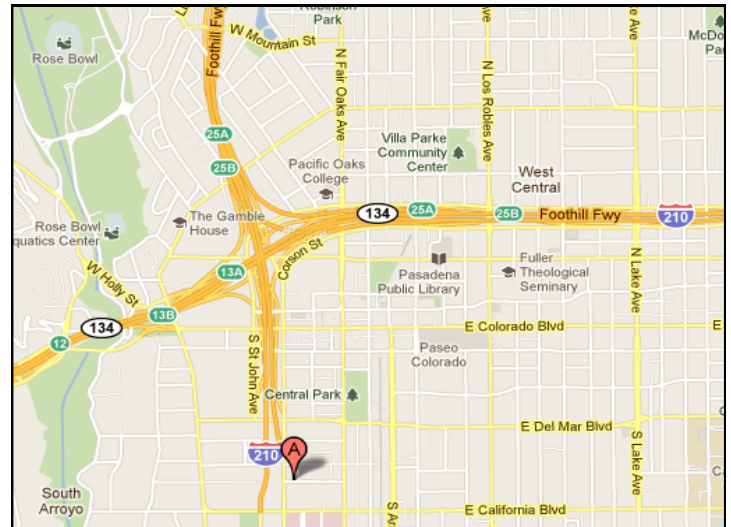 Robinson
Park
W Mountain St
McDo
Pa
Rose Bowl
Foothill Fwy
N Fair Oaks Ave
N Los Robles Ave
25A
Villa Parke
Community
Center
25B
Pacific Oaks
College
West
Central
134
25A
25B
Foothill Fwy
210
The Gamble
House
Rose Bowl
quatics Center
Corson St
13A
Pasadena
Public Library
Fuller
Theological
Seminary
N Lake Ave
W Holly St
13B
134
12
E Colorado Blvd
E
S St John Ave
Paseo
Colorado
Central Park
E Del Mar Blvd
210
A
S Lake Ave
South
Arroyo
S Ar
E California Blvd